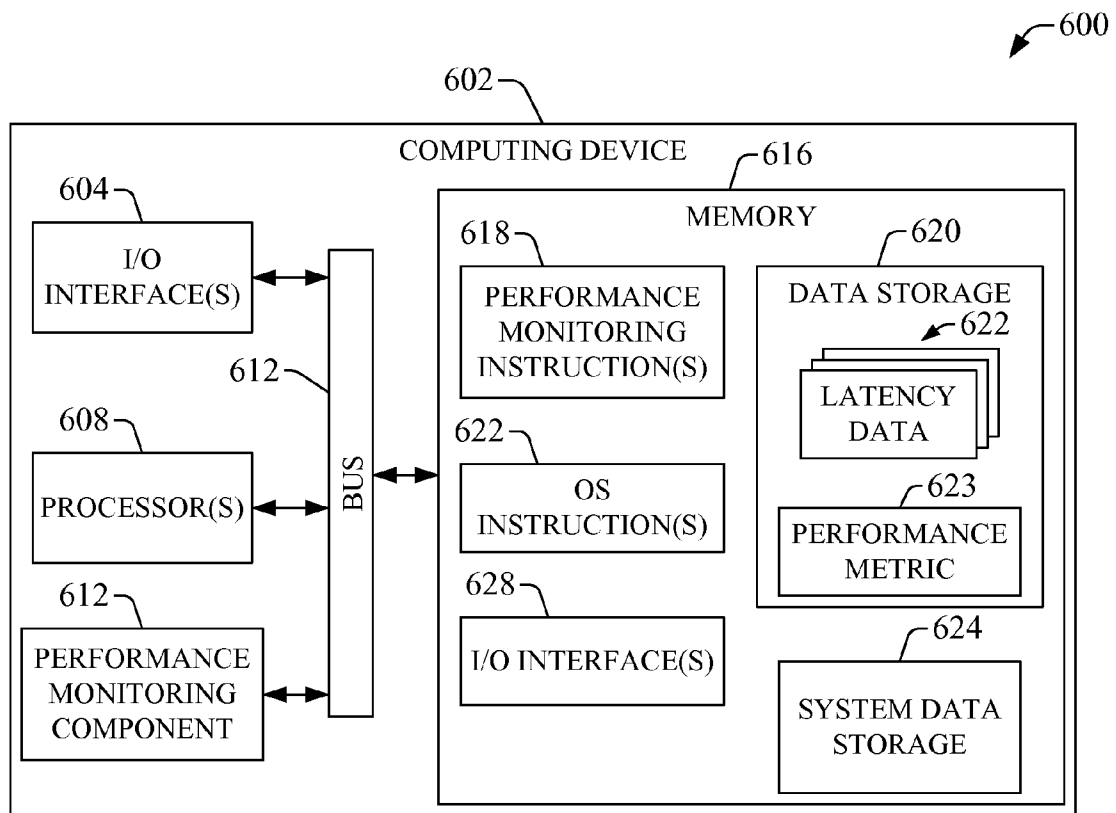 600
602
COMPUTING DEVICE
616
604
MEMORY
I/O
INTERFACE(S)
618
620
PERFORMANCE
MONITORING
INSTRUCTION(S)
DATA STORAGE
622
LATENCY
DATA
612
BUS
608
PROCESSOR(S)
622
OS
INSTRUCTION(S)
623
PERFORMANCE
METRIC
612
PERFORMANCE
MONITORING
COMPONENT
628
I/O INTERFACE(S)
624
SYSTEM DATA
STORAGE